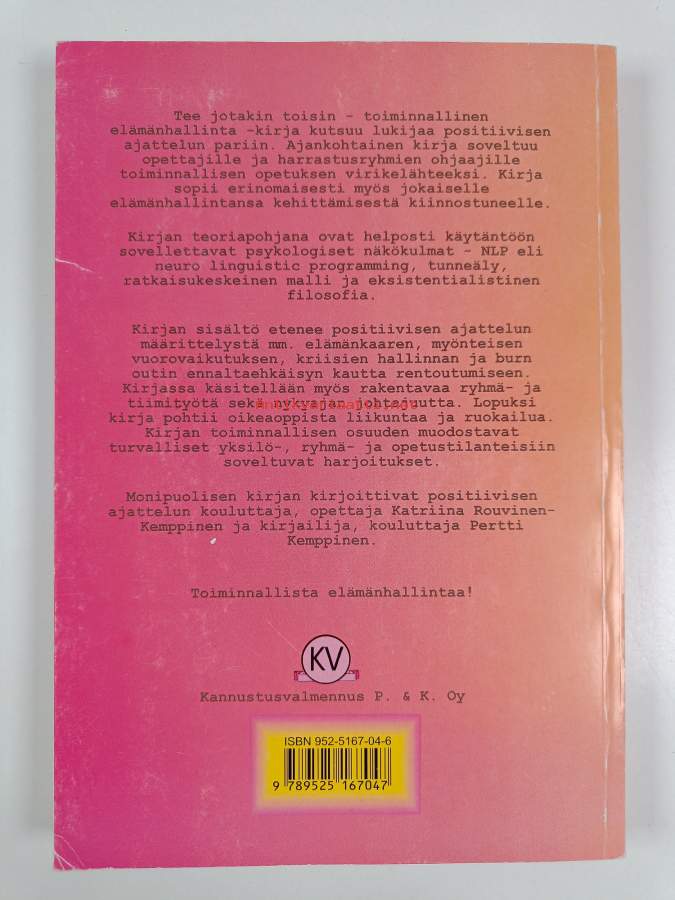 Tee jotakin toisin - toiminnallinen
elämänhallinta -kirja kutsuu lukijaa positiivisen
ajattelun pariin. Ajankohtainen kirja soveltuu
opettajille ja harrastusryhmien ohjaajille
toiminnallisen opetuksen virikelähteeksi. Kirja
sopii erinomaisesti myös jokaiselle
elämänhallintansa kehittämisestä kiinnostuneelle.
Kirjan teoriapohjana ovat helposti käytäntöön
sovellettavat psykologiset näkökulmat - NLP eli
neuro linguistic programming, tunneäly,
ratkaisukeskeinen malli ja eksistentialistinen
filosofia.
Kirjan sisältö etenee positiivisen ajattelun
määrittelystä mm. elämänkaaren, myönteisen
vuorovaikutuksen, kriisien hallinnan ja burn
outin ennaltaehkäisyn kautta rentoutumiseen.
Kirjassa käsitellään myös rakentavaa ryhmä- ja
tiimityötä sekä nykyajan johtajuutta. Lopuksi
kirja pohtii oikeaoppista liikuntaa ja ruokailua.
Kirjan toiminnallisen osuuden muodostavat
turvalliset yksilö-, ryhmä- ja opetustilanteisiin
soveltuvat harjoitukset.
Monipuolisen kirjan kirjoittivat positiivisen
ajattelun kouluttaja, opettaja Katriina Rouvinen-
Kemppinen ja kirjailija, kouluttaja Pertti
Kemppinen.
Toiminnallista elämänhallintaa!
KV
Kannustusvalmennus P. & K. Oy
ISBN 952-5167-04-6
9 789525 167047